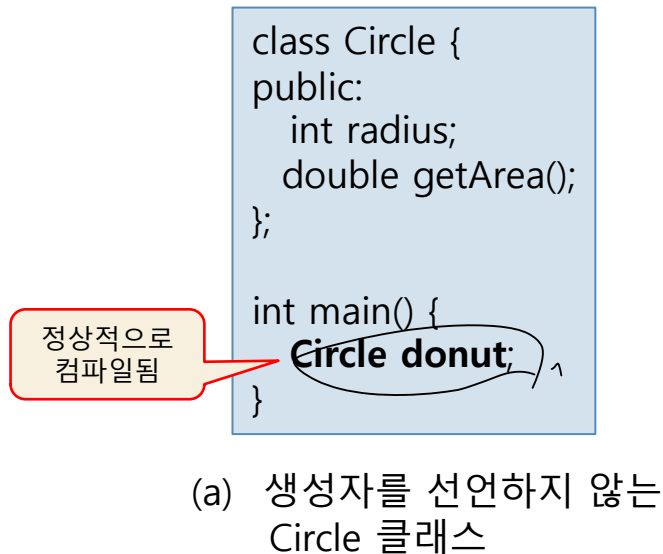 class Circle {
public:
int radius;
double getArea();
};
int main() {
Circle donut;
}
정상적으로
컴파일됨
(a) 생성자를 선언하지 않는
Circle 클래스